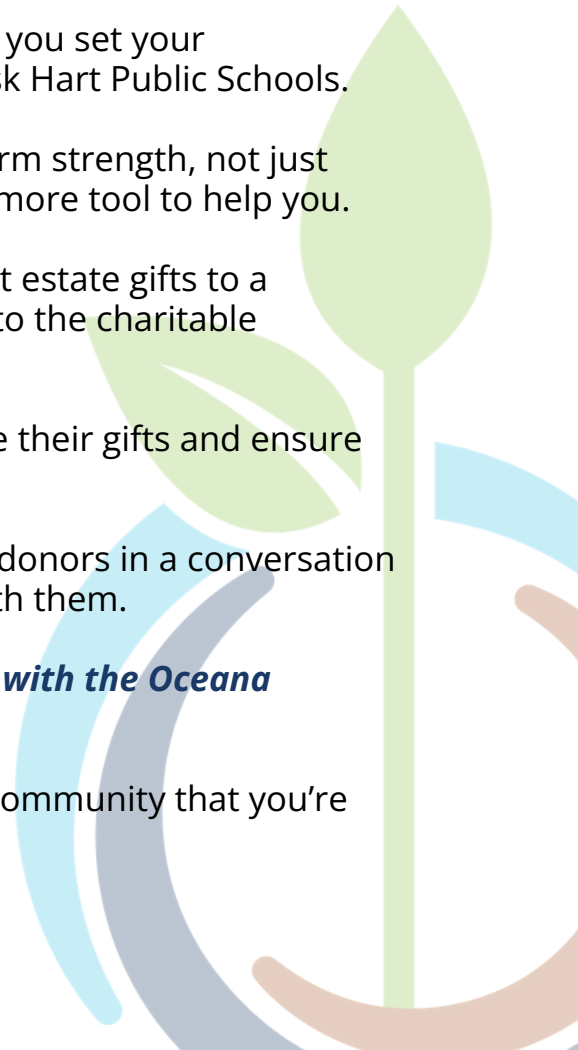 you set your
sk Hart Public Schools.
rm strength, not just
more tool to help you.
t estate gifts to a
to the charitable
e their gifts and ensure
donors in a conversation
th them.
with the Oceana
ommunity that you’re